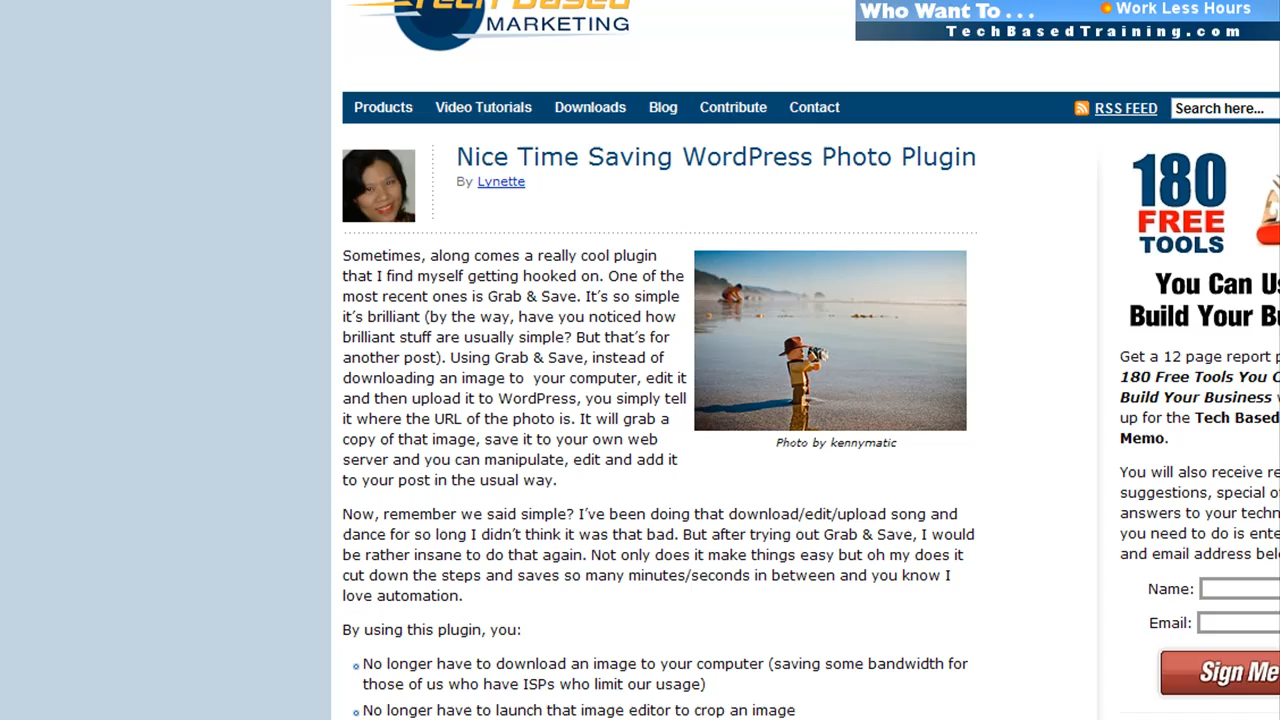 Tech Based
MARKETING
Who Want To . . .
Work Less Hours
TechBasedTraining.com
Products Video Tutorials Downloads Blog Contribute Contact
RSS FEED
Search here...
Nice Time Saving WordPress Photo Plugin
By Lynette
Sometimes, along comes a really cool plugin
that I find myself getting hooked on. One of the
most recent ones is Grab & Save. It's so simple
it's brilliant (by the way, have you noticed how
brilliant stuff are usually simple? But that's for
another post). Using Grab & Save, instead of
downloading an image to your computer, edit it
and then upload it to WordPress, you simply tell
it where the URL of the photo is. It will grab a
copy of that image, save it to your own web
server and you can manipulate, edit and add it
to your post in the usual way.
Photo by kennymatic
Now, remember we said simple? I've been doing that download/edit/upload song and
dance for so long I didn't think it was that bad. But after trying out Grab & Save, I would
be rather insane to do that again. Not only does it make things easy but oh my does it
cut down the steps and saves so many minutes/seconds in between and you know I
love automation.
By using this plugin, you:
No longer have to download an image to your computer (saving some bandwidth for
those of us who have ISPs who limit our usage)
No longer have to launch that image editor to crop an image
180
FREE
TOOLS
You Can Us
Build Your Bu
Get a 12 page report p
180 Free Tools You C
Build Your Business
up for the Tech Based
Memo.
You will also receive re
suggestions, special o
answers to your techn
you need to do is ente
and email address bel
Name:
Email:
Sign Me